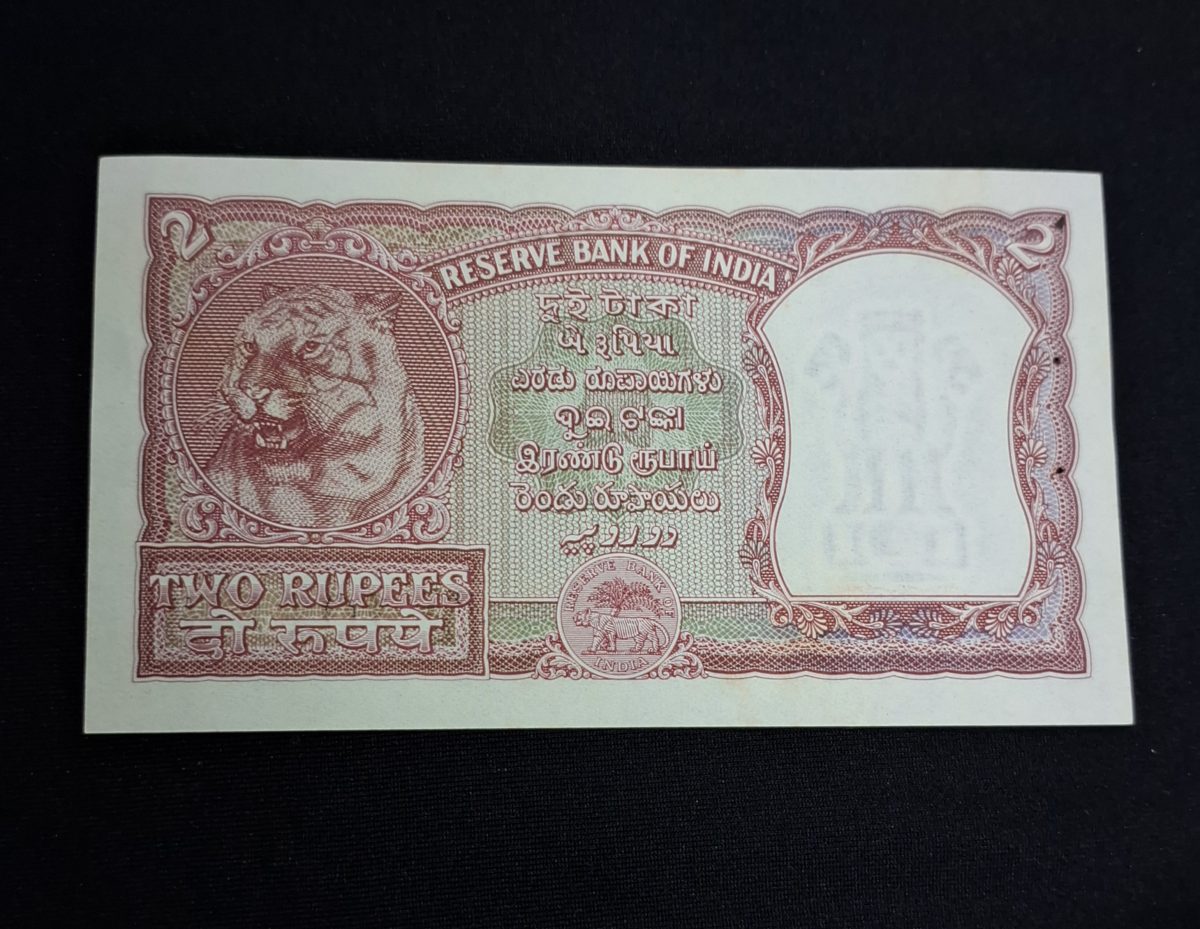 2
2
RESERVE BANK OF INDIA
দুই টাকা
બે રૂપિયા
ಎರಡು ರೂಪಾಯಿಗಳು
ଦୁଇ ଟଙ୍କା
இரண்டு ரூபாய்
రెండు రూపాయలు
دو
TWO RUPEES
दो रुपये
RESERVE BANK OF
INDIA